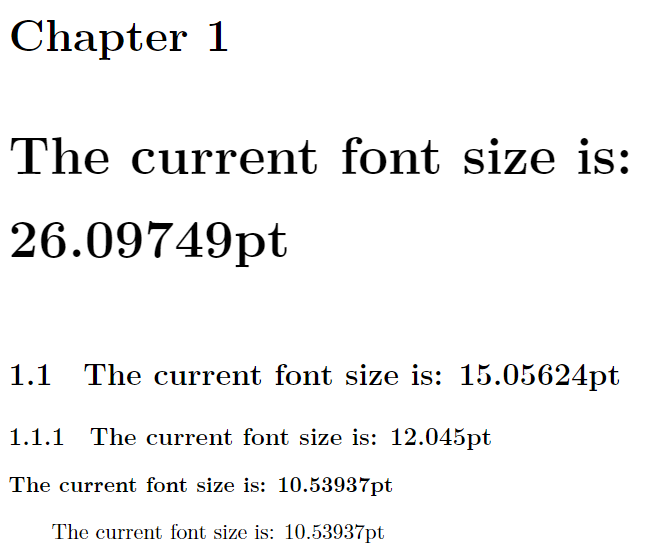 Chapter 1
The current font size is:
26.09749pt
1.1 The current font size is: 15.05624pt
1.1.1 The current font size is: 12.045pt
The current font size is: 10.53937pt
The current font size is: 10.53937pt